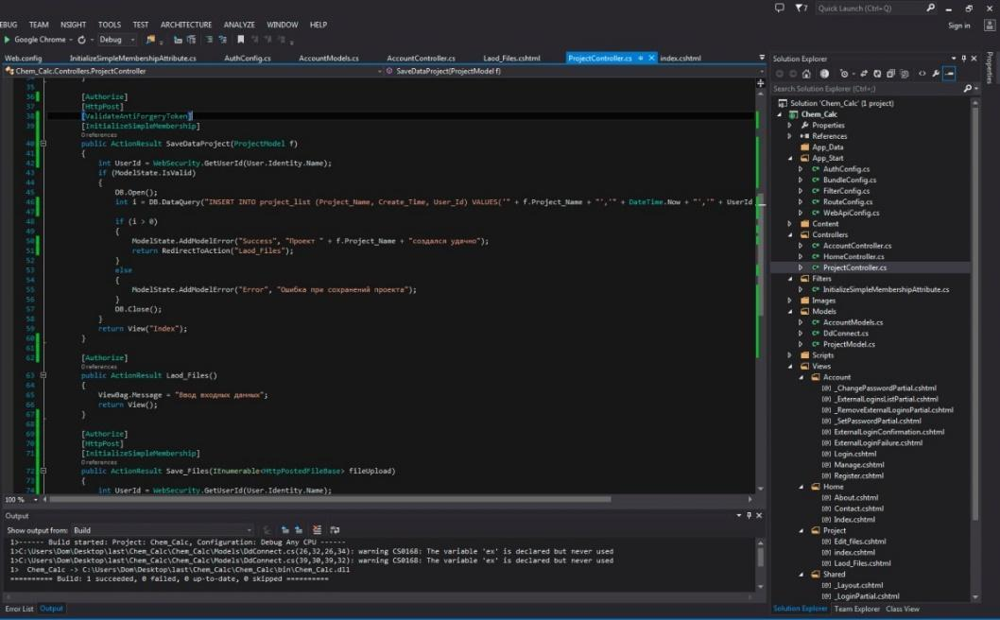 7 Quick Launch (Ctrl+Q)
EBUG TEAM NSIGHT TOOLS TEST ARCHITECTURE ANALYZE WINDOW HELP
Sign in
Google Chrome Debug
Web.config InitializeSimpleMembershipAttribute.cs AuthConfig.cs AccountModels.cs AccountController.cs Laod_Files.cshtml ProjectController.cs index.cshtml
Chem_Calc.Controllers.ProjectController SaveDataProject(ProjectModel f)
34 }
35
36 [Authorize]
37 [HttpPost]
38 [ValidateAntiForgeryToken]
39 [InitializeSimpleMembership]
0 references
40 public ActionResult SaveDataProject(ProjectModel f)
41 {
42 int UserId = WebSecurity.GetUserId(User.Identity.Name);
43 if (ModelState.IsValid)
44 {
45 DB.Open();
46 int i = DB.DataQuery("INSERT INTO project_list (Project_Name, Create_Time, User_Id) VALUES('" + f.Project_Name + "','" + DateTime.Now + "','" + UserId
47
48 if (i > 0)
49 {
50 ModelState.AddModelError("Success", "Проект " + f.Project_Name + "создался удачно");
51 return RedirectToAction("Laod_Files");
52 }
53 else
54 {
55 ModelState.AddModelError("Error", "Ошибка при сохранений проекта");
56 }
57 DB.Close();
58 }
59 return View("Index");
60 }
61
62 [Authorize]
0 references
63 public ActionResult Laod_Files()
64 {
65 ViewBag.Message = "Ввод входных данных";
66 return View();
67 }
68
69 [Authorize]
70 [HttpPost]
71 [InitializeSimpleMembership]
0 references
72 public ActionResult Save_Files(IEnumerable<HttpPostedFileBase> fileUpload)
73 {
74 int UserId = WebSecurity.GetUserId(User.Identity.Name);
100 %
Output
Show output from: Build
1>------ Build started: Project: Chem_Calc, Configuration: Debug Any CPU ------
1>C:\Users\Dom\Desktop\last\Chem_Calc\Chem_Calc\Models\DdConnect.cs(26,32,26,34): warning CS0168: The variable 'ex' is declared but never used
1>C:\Users\Dom\Desktop\last\Chem_Calc\Chem_Calc\Models\DdConnect.cs(39,30,39,32): warning CS0168: The variable 'ex' is declared but never used
1> Chem_Calc -> C:\Users\Dom\Desktop\last\Chem_Calc\Chem_Calc\bin\Chem_Calc.dll
========== Build: 1 succeeded, 0 failed, 0 up-to-date, 0 skipped ==========
Error List Output
Solution Explorer
Search Solution Explorer (Ctrl+;)
Solution 'Chem_Calc' (1 project)
Chem_Calc
Properties
References
App_Data
App_Start
C# AuthConfig.cs
C# BundleConfig.cs
C# FilterConfig.cs
C# RouteConfig.cs
C# WebApiConfig.cs
Content
Controllers
C# AccountController.cs
C# HomeController.cs
C# ProjectController.cs
Filters
C# InitializeSimpleMembershipAttribute.cs
Images
Models
C# AccountModels.cs
C# DdConnect.cs
C# ProjectModel.cs
Scripts
Views
Account
[@] _ChangePasswordPartial.cshtml
[@] _ExternalLoginsListPartial.cshtml
[@] _RemoveExternalLoginsPartial.cshtml
[@] _SetPasswordPartial.cshtml
[@] ExternalLoginConfirmation.cshtml
[@] ExternalLoginFailure.cshtml
[@] Login.cshtml
[@] Manage.cshtml
[@] Register.cshtml
Home
[@] About.cshtml
[@] Contact.cshtml
[@] Index.cshtml
Project
[@] Edit_files.cshtml
[@] index.cshtml
[@] Laod_Files.cshtml
Shared
[@] _Layout.cshtml
[@] _LoginPartial.cshtml
Solution Explorer Team Explorer Class View
Properties